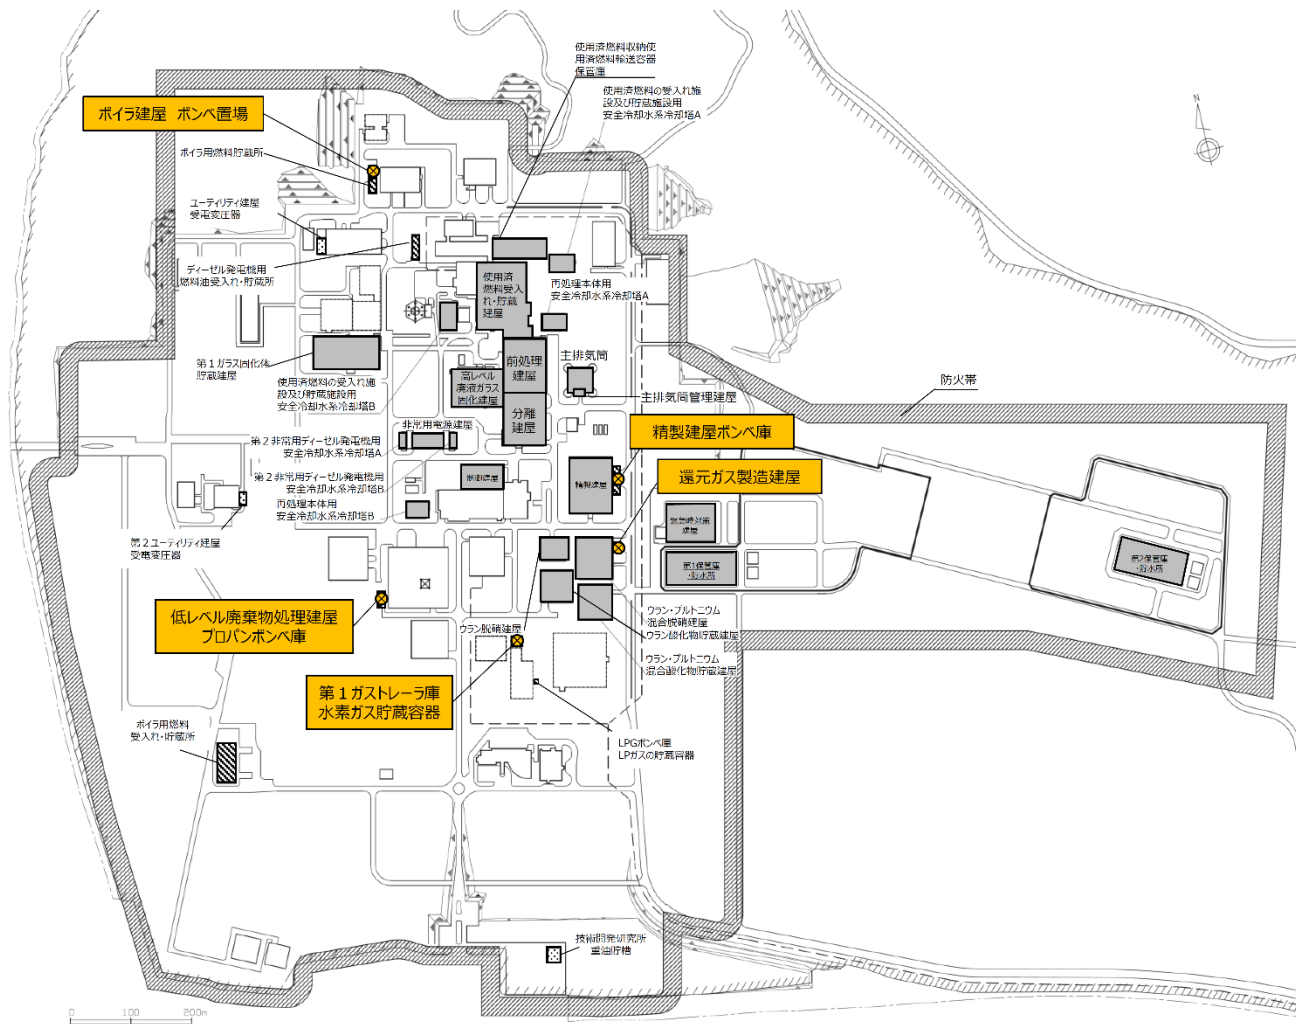 使用済燃料収納使
用済燃料輸送容器
保管庫
使用済燃料の受入れ施
設及び貯蔵施設用
安全冷却水系冷却塔A
N
ボイラ建屋 ボンベ置場
ボイラ用燃料貯蔵所
ユーティリティ建屋
受電変圧器
ディーゼル発電機用
燃料油受入れ・貯蔵所
使用済
燃料受入
れ・貯蔵
建屋
再処理本体用
安全冷却水系冷却塔A
第1ガラス固化体
貯蔵建屋
使用済燃料の受入れ施
設及び貯蔵施設用
安全冷却水系冷却塔B
前処理
建屋
高レベル
廃液ガラス
固化建屋
分離
建屋
主排気筒
主排気筒管理建屋
防火帯
非常用電源建屋
第2非常用ディーゼル発電機用
安全冷却水系冷却塔A
第2非常用ディーゼル発電機用
安全冷却水系冷却塔B
再処理本体用
安全冷却水系冷却塔B
制御建屋
精製建屋
精製建屋ボンベ庫
還元ガス製造建屋
緊急時対策
建屋
第1保管庫
・貯水所
第2保管庫
・貯水所
第2ユーティリティ建屋
受電変圧器
低レベル廃棄物処理建屋
プロパンボンベ庫
ウラン脱硝建屋
ウラン・プルトニウム
混合脱硝建屋
ウラン酸化物貯蔵建屋
ウラン・プルトニウム
混合酸化物貯蔵建屋
第1ガストレーラ庫
水素ガス貯蔵容器
LPGボンベ庫
LPガスの貯蔵容器
ボイラ用燃料
受入れ・貯蔵所
技術開発研究所
重油貯槽
0 100 200m